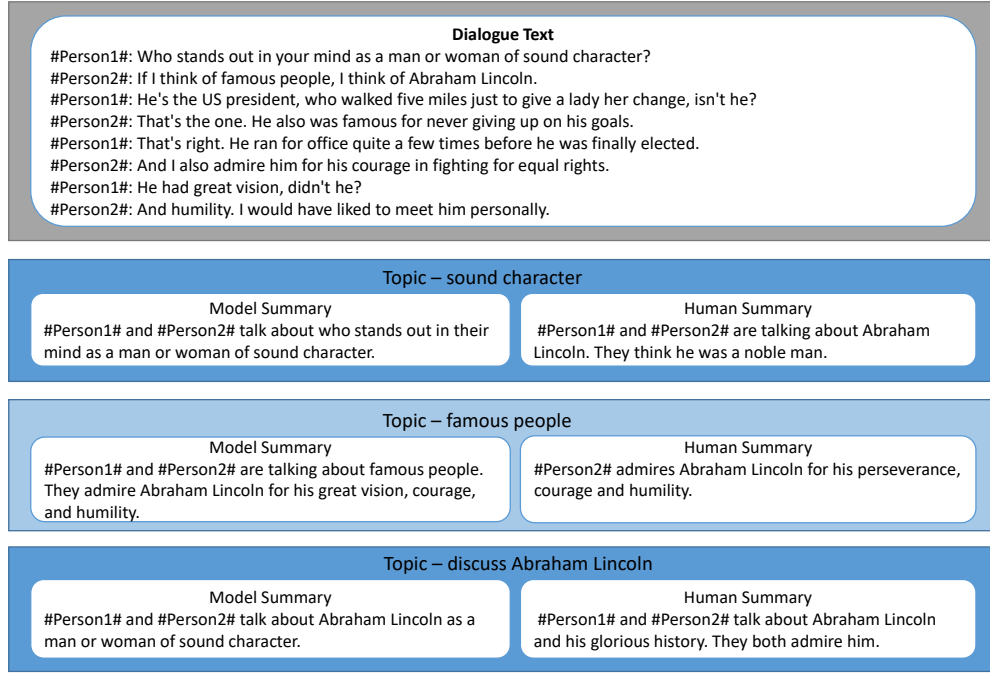 Dialogue Text
#Person1#: Who stands out in your mind as a man or woman of sound character?
#Person2#: If I think of famous people, I think of Abraham Lincoln.
#Person1#: He's the US president, who walked five miles just to give a lady her change, isn't he?
#Person2#: That's the one. He also was famous for never giving up on his goals.
#Person1#: That's right. He ran for office quite a few times before he was finally elected.
#Person2#: And I also admire him for his courage in fighting for equal rights.
#Person1#: He had great vision, didn't he?
#Person2#: And humility. I would have liked to meet him personally.
Topic – sound character
Model Summary
#Person1# and #Person2# talk about who stands out in their
mind as a man or woman of sound character.
Human Summary
#Person1# and #Person2# are talking about Abraham
Lincoln. They think he was a noble man.
Topic – famous people
Model Summary
#Person1# and #Person2# are talking about famous people.
They admire Abraham Lincoln for his great vision, courage,
and humility.
Human Summary
#Person2# admires Abraham Lincoln for his perseverance,
courage and humility.
Topic – discuss Abraham Lincoln
Model Summary
#Person1# and #Person2# talk about Abraham Lincoln as a
man or woman of sound character.
Human Summary
#Person1# and #Person2# talk about Abraham Lincoln
and his glorious history. They both admire him.